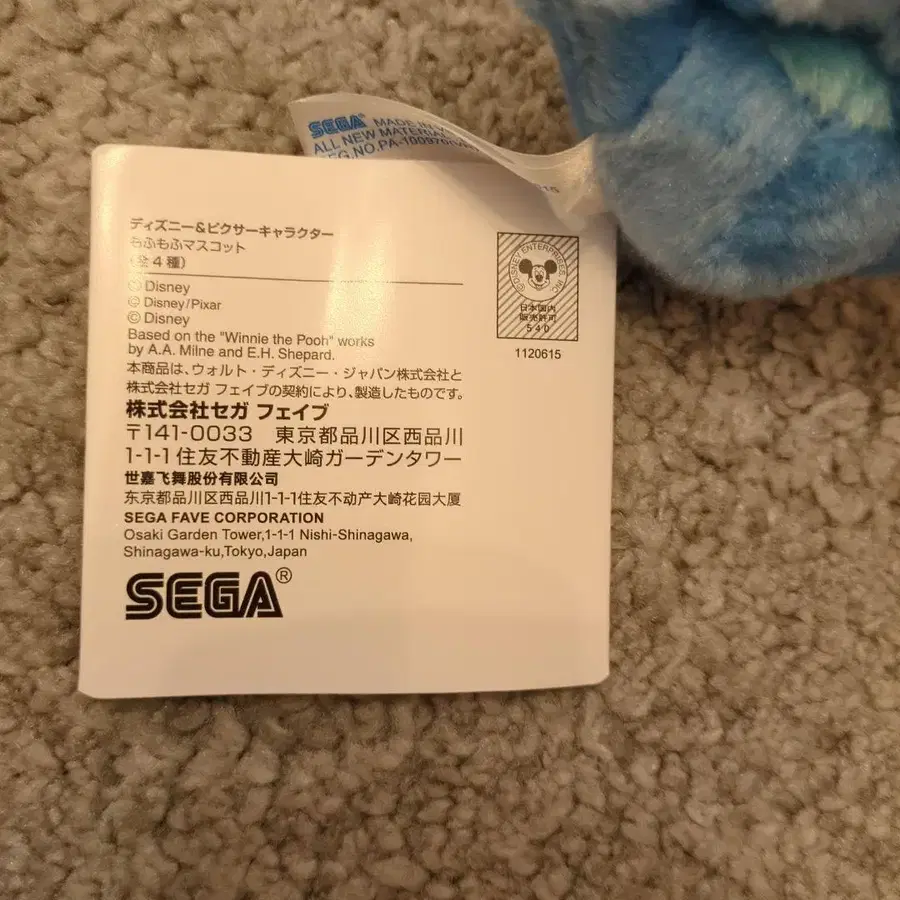 SEGA MADE IN
ALL NEW MATERIA
ディズニー&ピクサーキャラクター
もふもふマスコット
(全4種)
© Disney
© Disney/Pixar
© Disney
Based on the "Winnie the Pooh" works
by A.A. Milne and E.H. Shepard.
本商品は、ウォルト・ディズニー・ジャパン株式会社と
株式会社セガ フェイブの契約により、製造したものです。
株式会社セガ フェイブ
〒141-0033 東京都品川区西品川
1-1-1 住友不動産大崎ガーデンタワー
世嘉飞舞股份有限公司
东京都品川区西品川1-1-1住友不动产大崎花园大厦
SEGA FAVE CORPORATION
Osaki Garden Tower,1-1-1 Nishi-Shinagawa,
Shinagawa-ku,Tokyo,Japan
SEGA®
©DISNEY ENTERPRISES, INC.
日本国内
販売許可
540
1120615